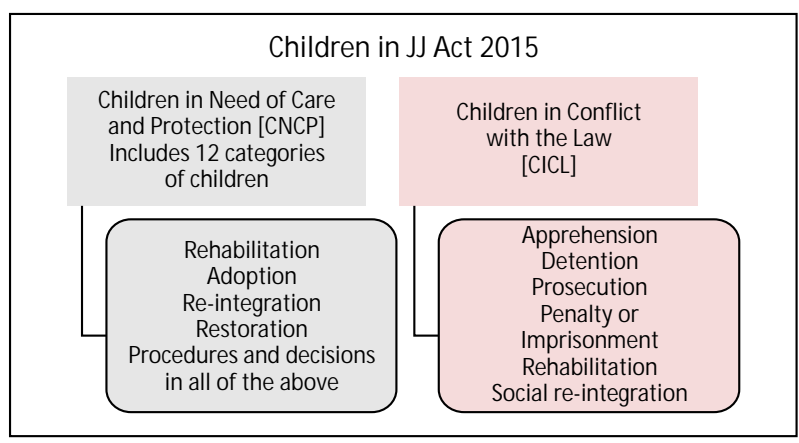 Children in JJ Act 2015
Children in Need of Care
and Protection [CNCP]
Includes 12 categories
of children
Rehabilitation
Adoption
Re-integration
Restoration
Procedures and decisions
in all of the above
Children in Conflict
with the Law
[CICL]
Apprehension
Detention
Prosecution
Penalty or
Imprisonment
Rehabilitation
Social re-integration